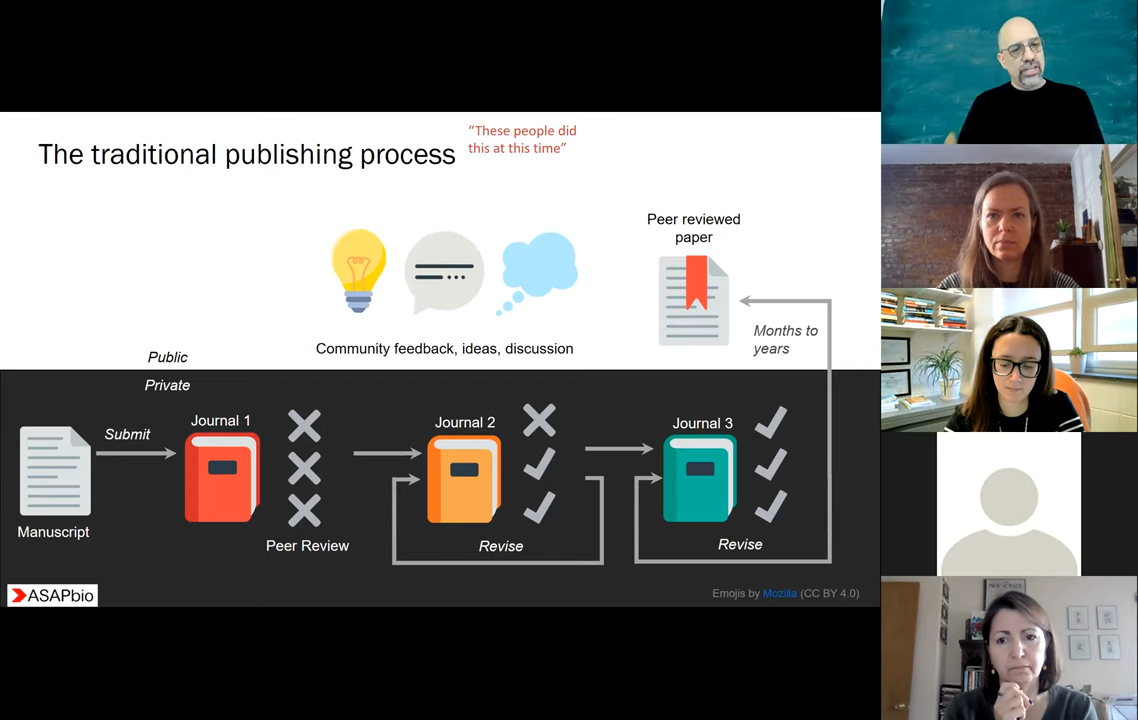 The traditional publishing process
“These people did
this at this time”
Peer reviewed
paper
Months to
years
Community feedback, ideas, discussion
Public
Private
Manuscript
Submit
Journal 1
Peer Review
Journal 2
Revise
Journal 3
Revise
ASAPbio
Emojis by Mozilla (CC BY 4.0)